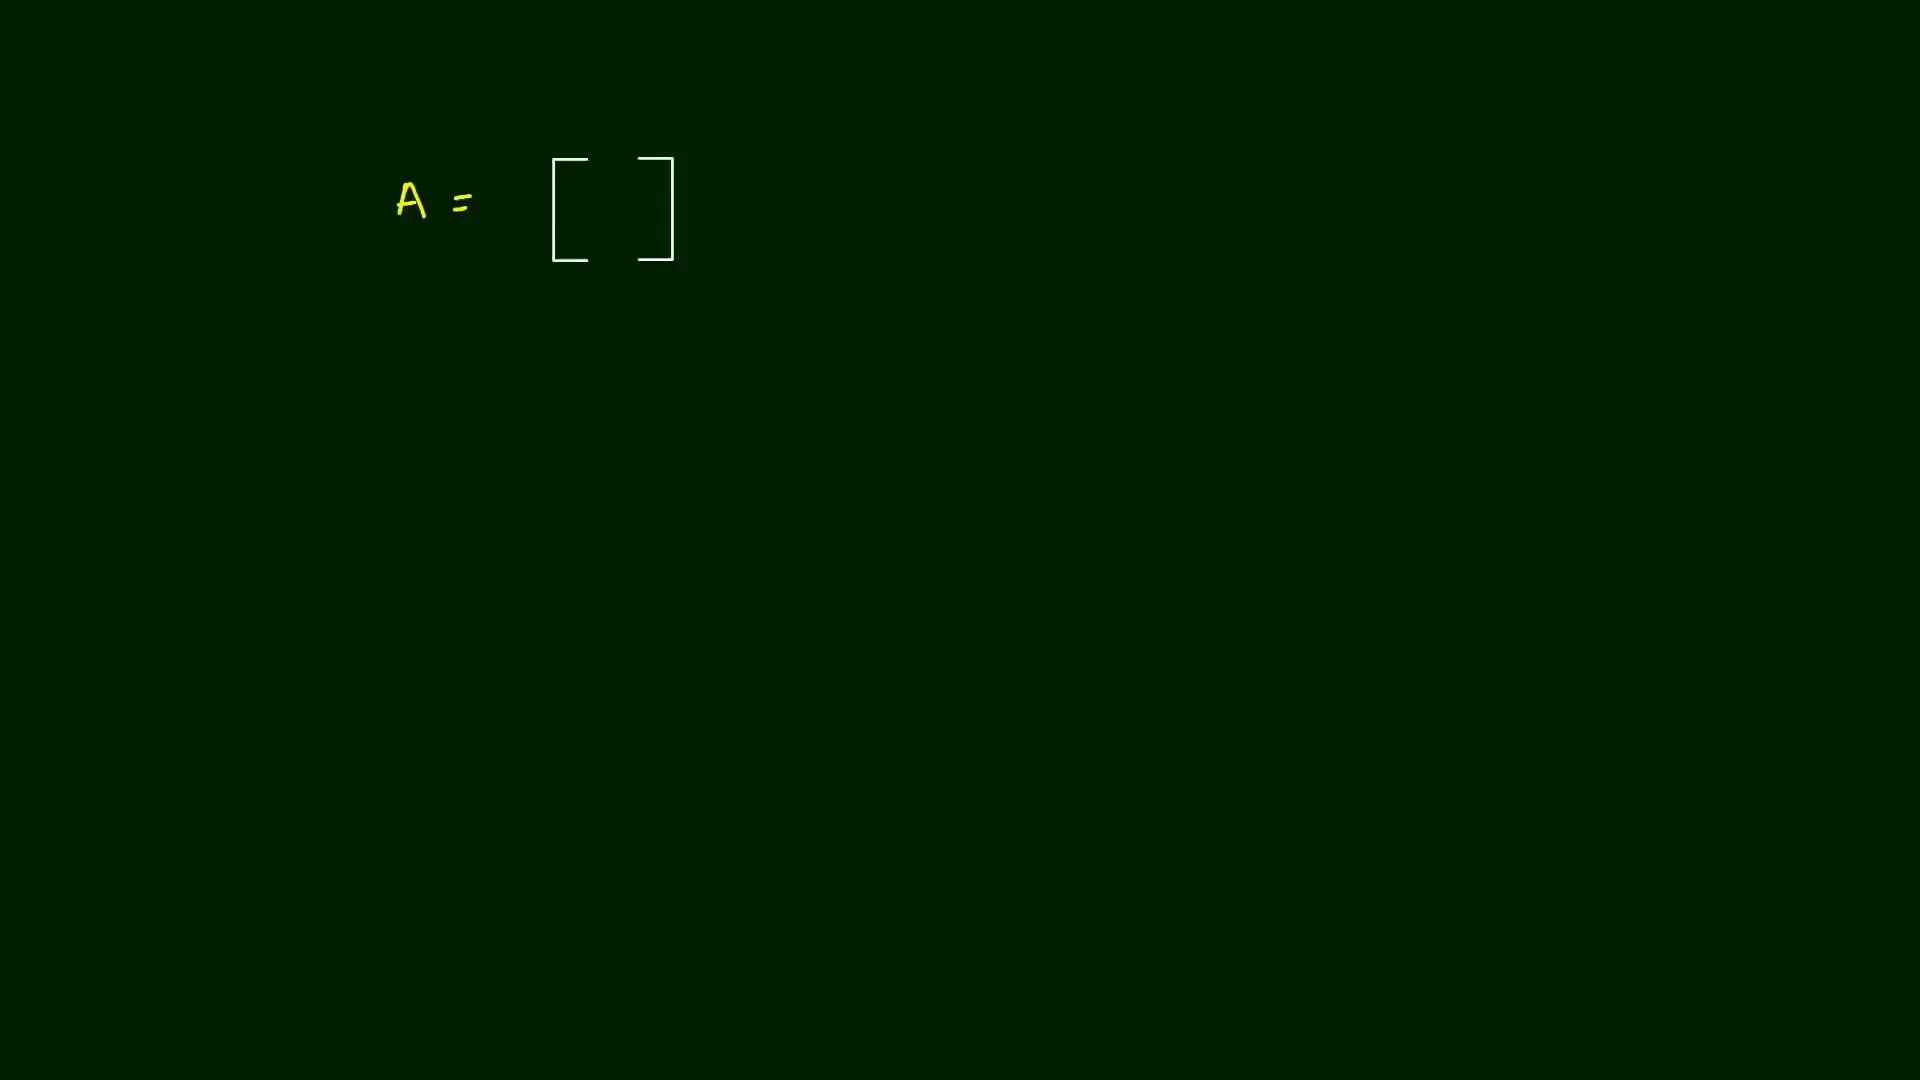 A = [ ]